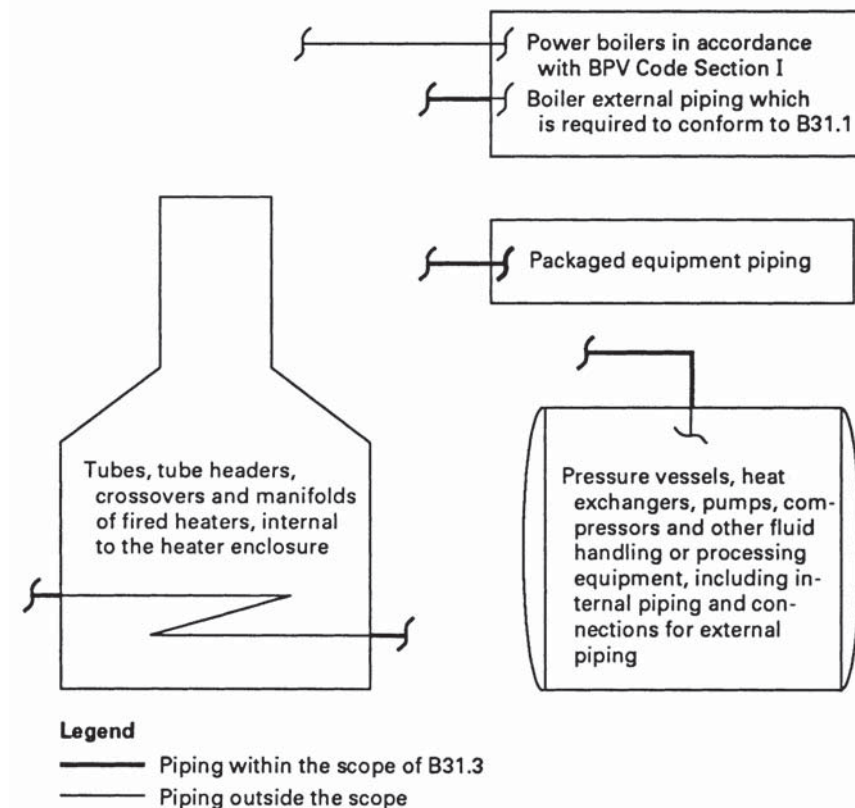 Power boilers in accordance
with BPV Code Section I
Boiler external piping which
is required to conform to B31.1
Packaged equipment piping
Tubes, tube headers,
crossovers and manifolds
of fired heaters, internal
to the heater enclosure
Pressure vessels, heat
exchangers, pumps, com-
pressors and other fluid
handling or processing
equipment, including in-
ternal piping and con-
nections for external
piping
Legend
Piping within the scope of B31.3
Piping outside the scope